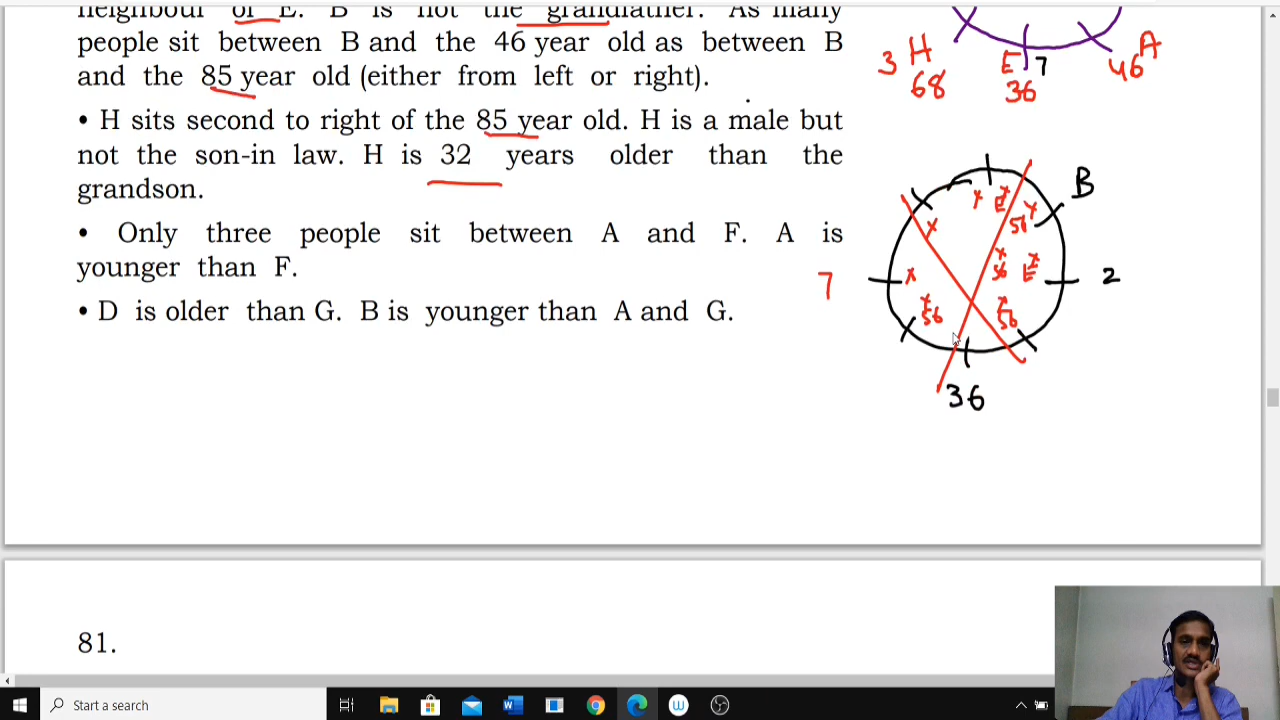 neighbour of E. B is not the grandfather. As many
people sit between B and the 46 year old as between B
and the 85 year old (either from left or right).
• H sits second to right of the 85 year old. H is a male but
not the son-in law. H is 32 years older than the
grandson.
• Only three people sit between A and F. A is
younger than F.
• D is older than G. B is younger than A and G.
81.
3 H
68
E 7
36
A
46
B
2
7
36
56
56
56
56
E
E
Start a search